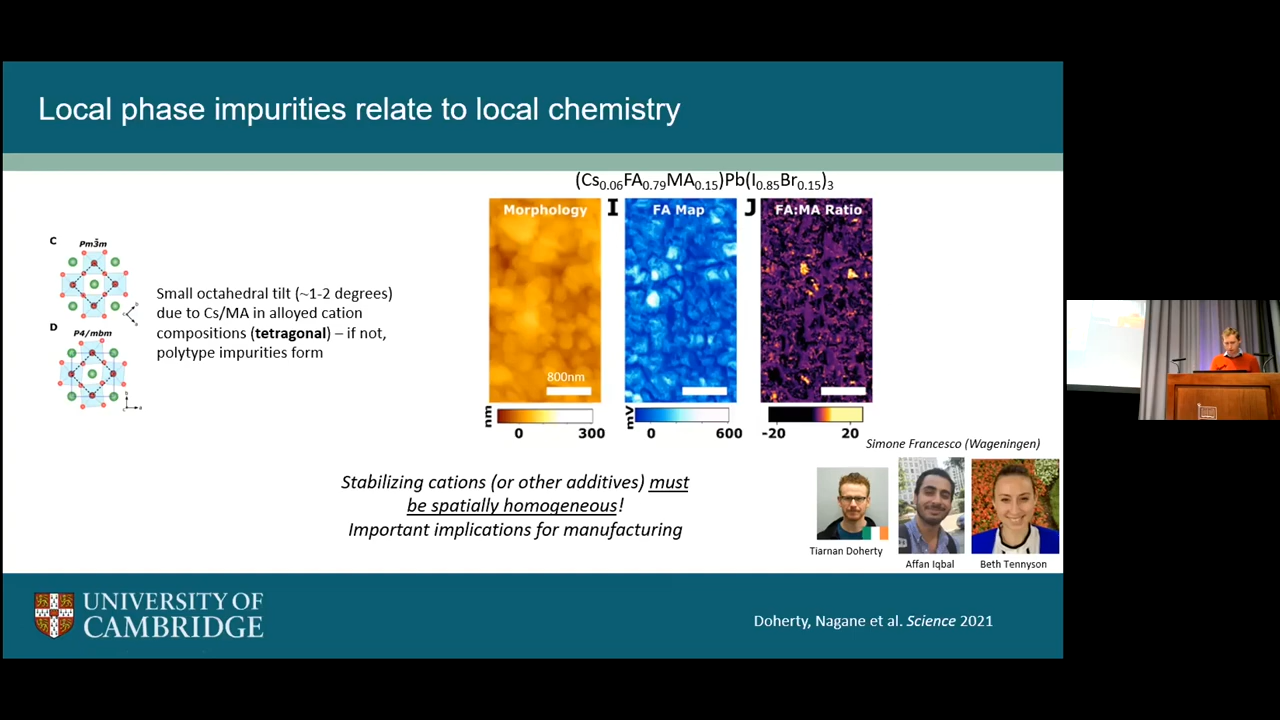 Local phase impurities relate to local chemistry
(Cs0.06FA0.79MA0.15)Pb(I0.85Br0.15)3
C
Pm3̄m
D
P4/mbm
Small octahedral tilt (~1-2 degrees)
due to Cs/MA in alloyed cation
compositions (tetragonal) – if not,
polytype impurities form
Morphology
I
FA Map
J
FA:MA Ratio
800nm
nm
0
300
mV
0
600
-20
20
Simone Francesco (Wageningen)
Stabilizing cations (or other additives) must
be spatially homogeneous!
Important implications for manufacturing
Tiarnan Doherty
Affan Iqbal
Beth Tennyson
UNIVERSITY OF
CAMBRIDGE
Doherty, Nagane et al. Science 2021